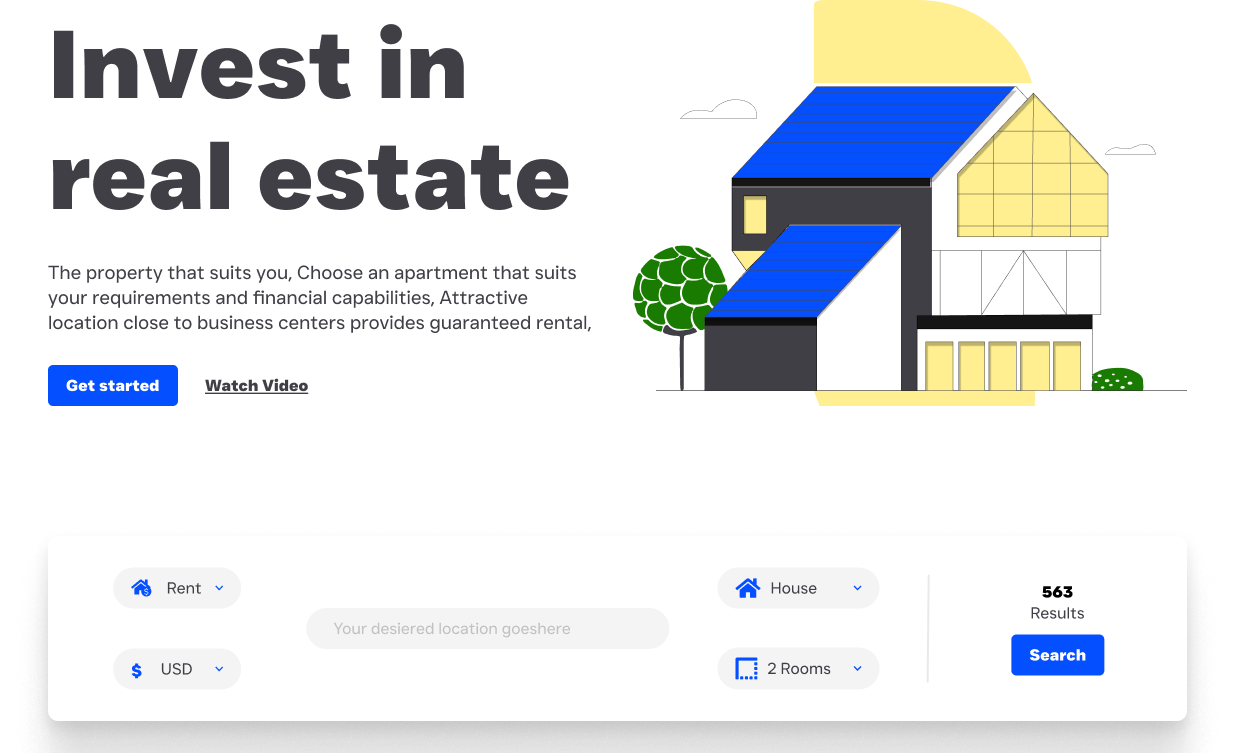 Invest in
real estate
The property that suits you, Choose an apartment that suits
your requirements and financial capabilities, Attractive
location close to business centers provides guaranteed rental,
Get started
Watch Video
Rent
USD
Your desiered location goeshere
House
2 Rooms
563
Results
Search